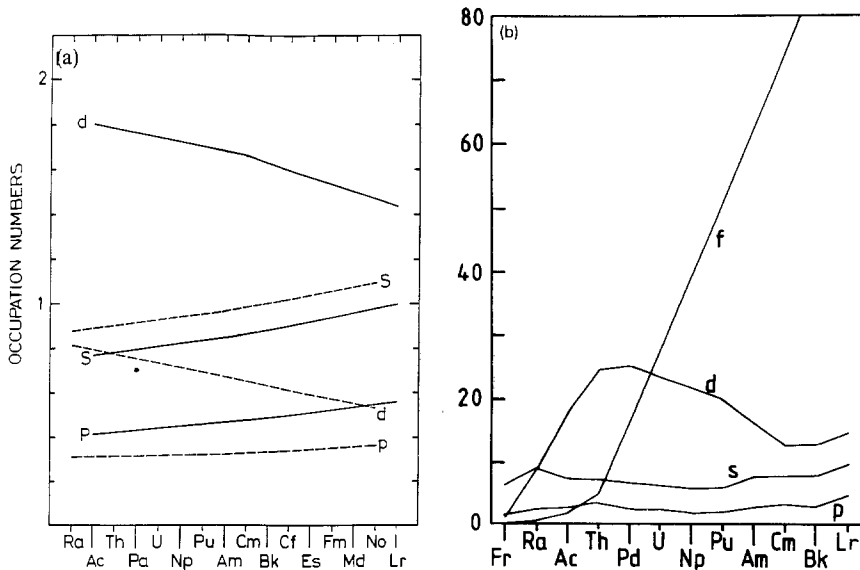 (a)
2
1
OCCUPATION NUMBERS
d
S
S
d
P
p
Ra Th U Pu Cm Cf Fm No
Ac Pa Np Am Bk Es Md Lr
(b)
80
60
40
20
0
f
d
s
p
Ra Th U Pu Cm Lr
Fr Ac Pd Np Am Bk